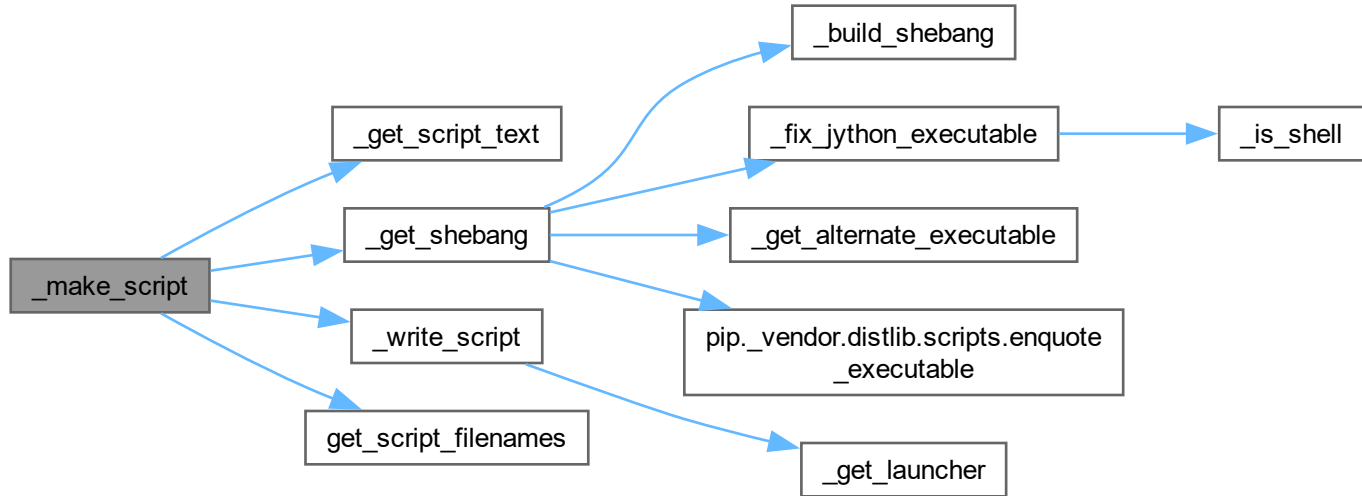 _make_script
_get_script_text
_get_shebang
_write_script
get_script_filenames
_build_shebang
_fix_jython_executable
_get_alternate_executable
pip._vendor.distlib.scripts.enquote
_executable
_get_launcher
_is_shell